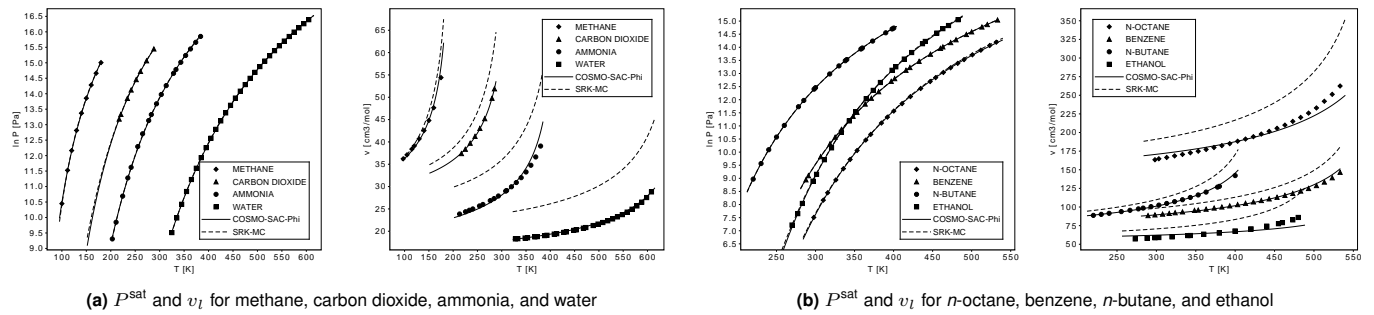 16.5
16.0
15.5
15.0
14.5
14.0
13.5
13.0
12.5
12.0
11.5
11.0
10.5
10.0
9.5
9.0
ln P [Pa]
METHANE
CARBON DIOXIDE
AMMONIA
WATER
COSMO-SAC-Phi
SRK-MC
100 150 200 250 300 350 400 450 500 550 600
T [K]
65
60
55
50
45
40
35
30
25
20
v [cm3/mol]
METHANE
CARBON DIOXIDE
AMMONIA
WATER
COSMO-SAC-Phi
SRK-MC
100 150 200 250 300 350 400 450 500 550 600
T [K]
(a) P^sat and v_l for methane, carbon dioxide, ammonia, and water
15.0
14.5
14.0
13.5
13.0
12.5
12.0
11.5
11.0
10.5
10.0
9.5
9.0
8.5
8.0
7.5
7.0
6.5
ln P [Pa]
N-OCTANE
BENZENE
N-BUTANE
ETHANOL
COSMO-SAC-Phi
SRK-MC
250 300 350 400 450 500 550
T [K]
350
325
300
275
250
225
200
175
150
125
100
75
50
v [cm3/mol]
N-OCTANE
BENZENE
N-BUTANE
ETHANOL
COSMO-SAC-Phi
SRK-MC
250 300 350 400 450 500 550
T [K]
(b) P^sat and v_l for n-octane, benzene, n-butane, and ethanol